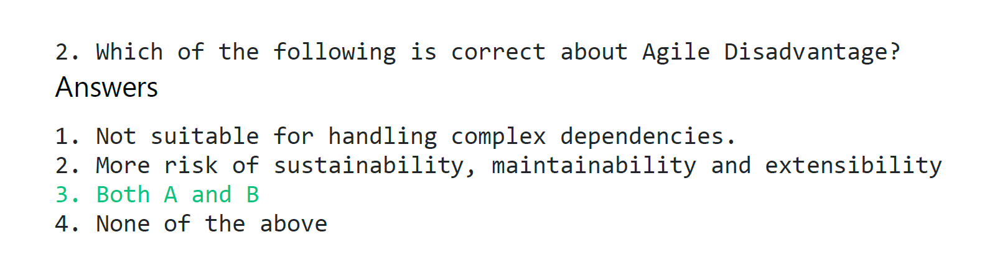 2. Which of the following is correct about Agile Disadvantage?
Answers
1. Not suitable for handling complex dependencies.
2. More risk of sustainability, maintainability and extensibility
3. Both A and B
4. None of the above